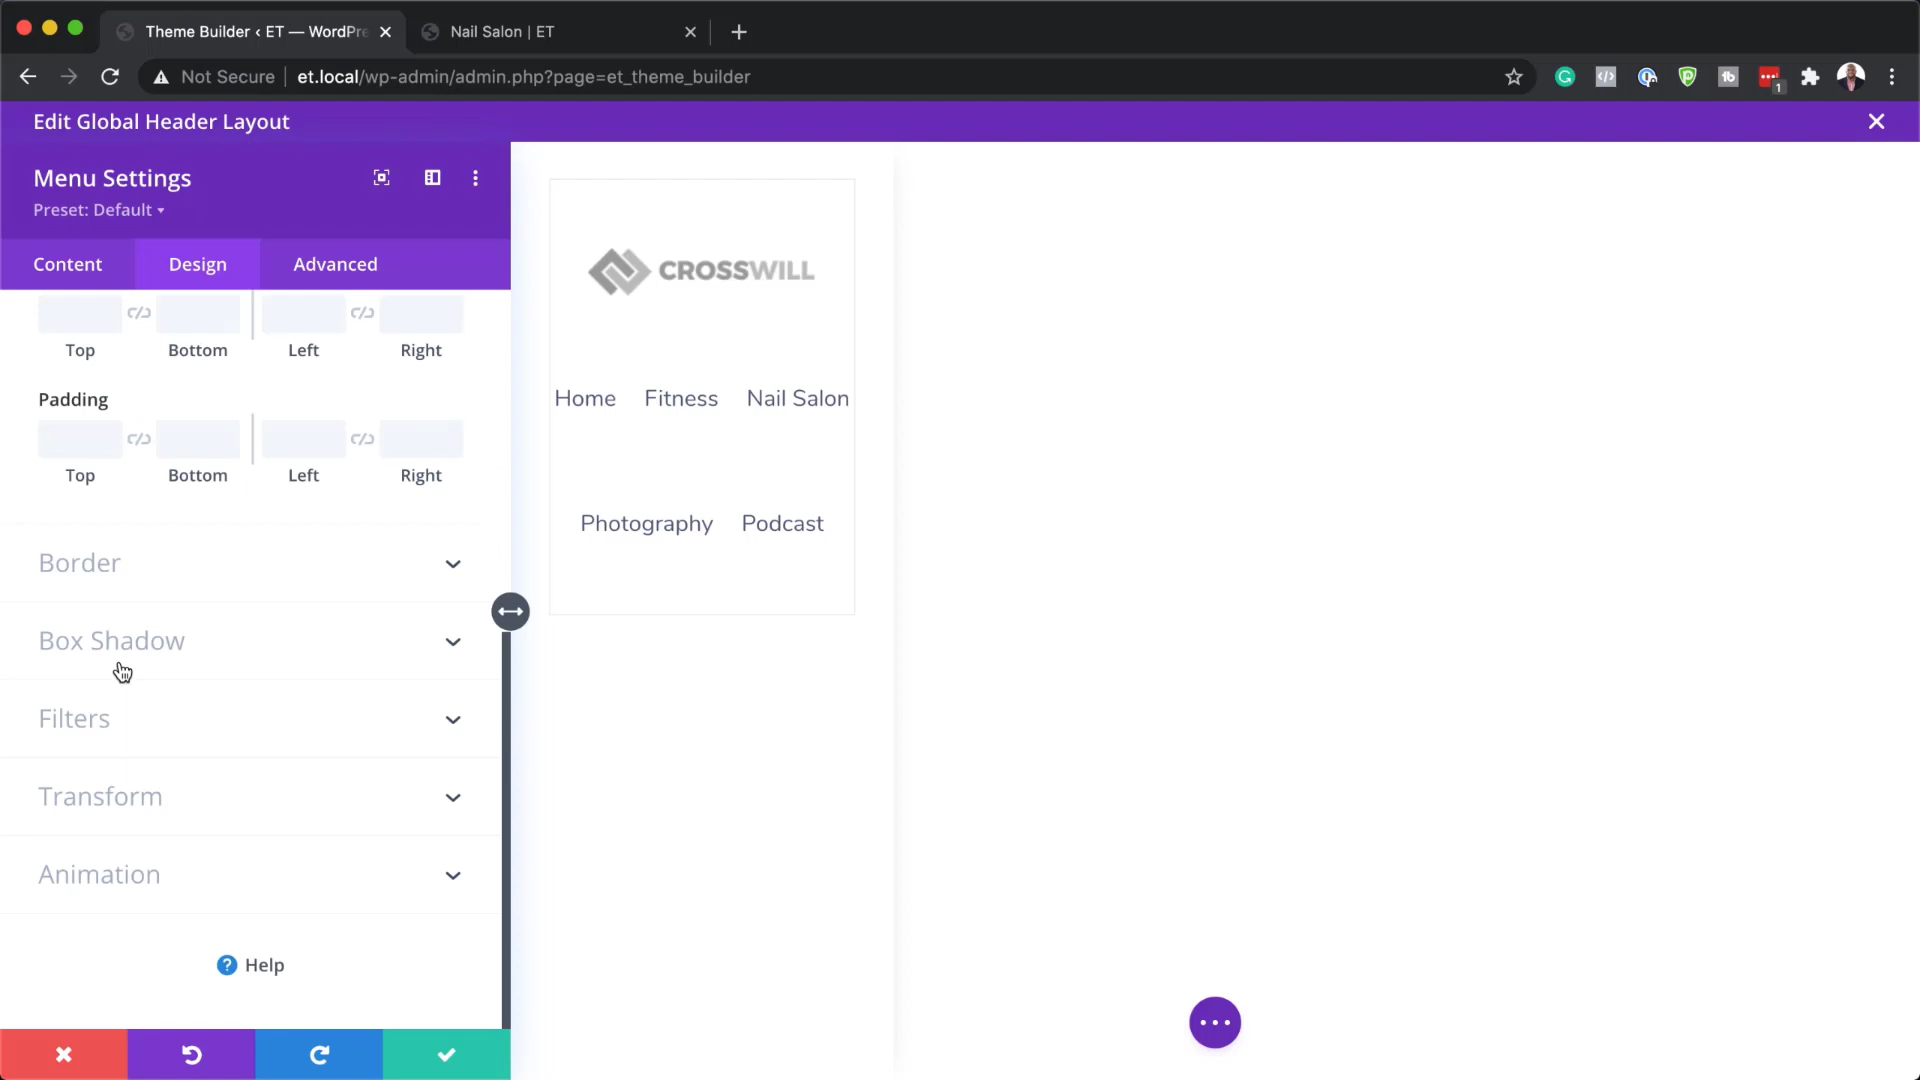 Theme Builder ‹ ET — WordPre
Nail Salon | ET
Not Secure
et.local/wp-admin/admin.php?page=et_theme_builder
1
Edit Global Header Layout
Menu Settings
Preset: Default
Content
Design
Advanced
Top
Bottom
Left
Right
Padding
Top
Bottom
Left
Right
Border
Box Shadow
Filters
Transform
Animation
? Help
CROSSWILL
Home
Fitness
Nail Salon
Photography
Podcast